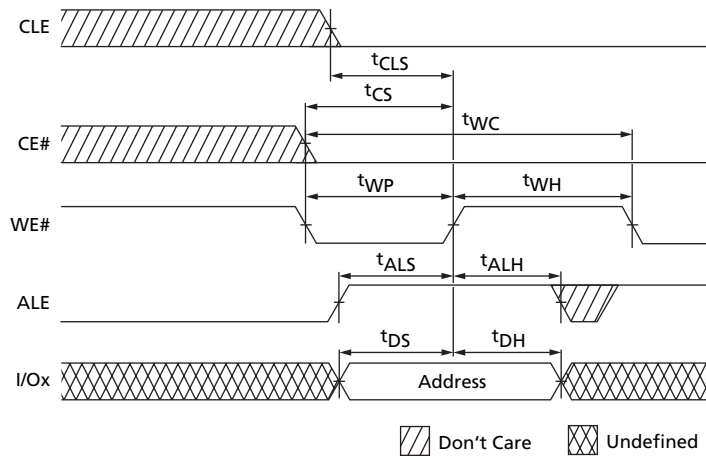 CLE
tCLS
tCS
tWC
CE#
tWP
tWH
WE#
tALS
tALH
ALE
tDS
tDH
I/Ox
Address
Don't Care
Undefined